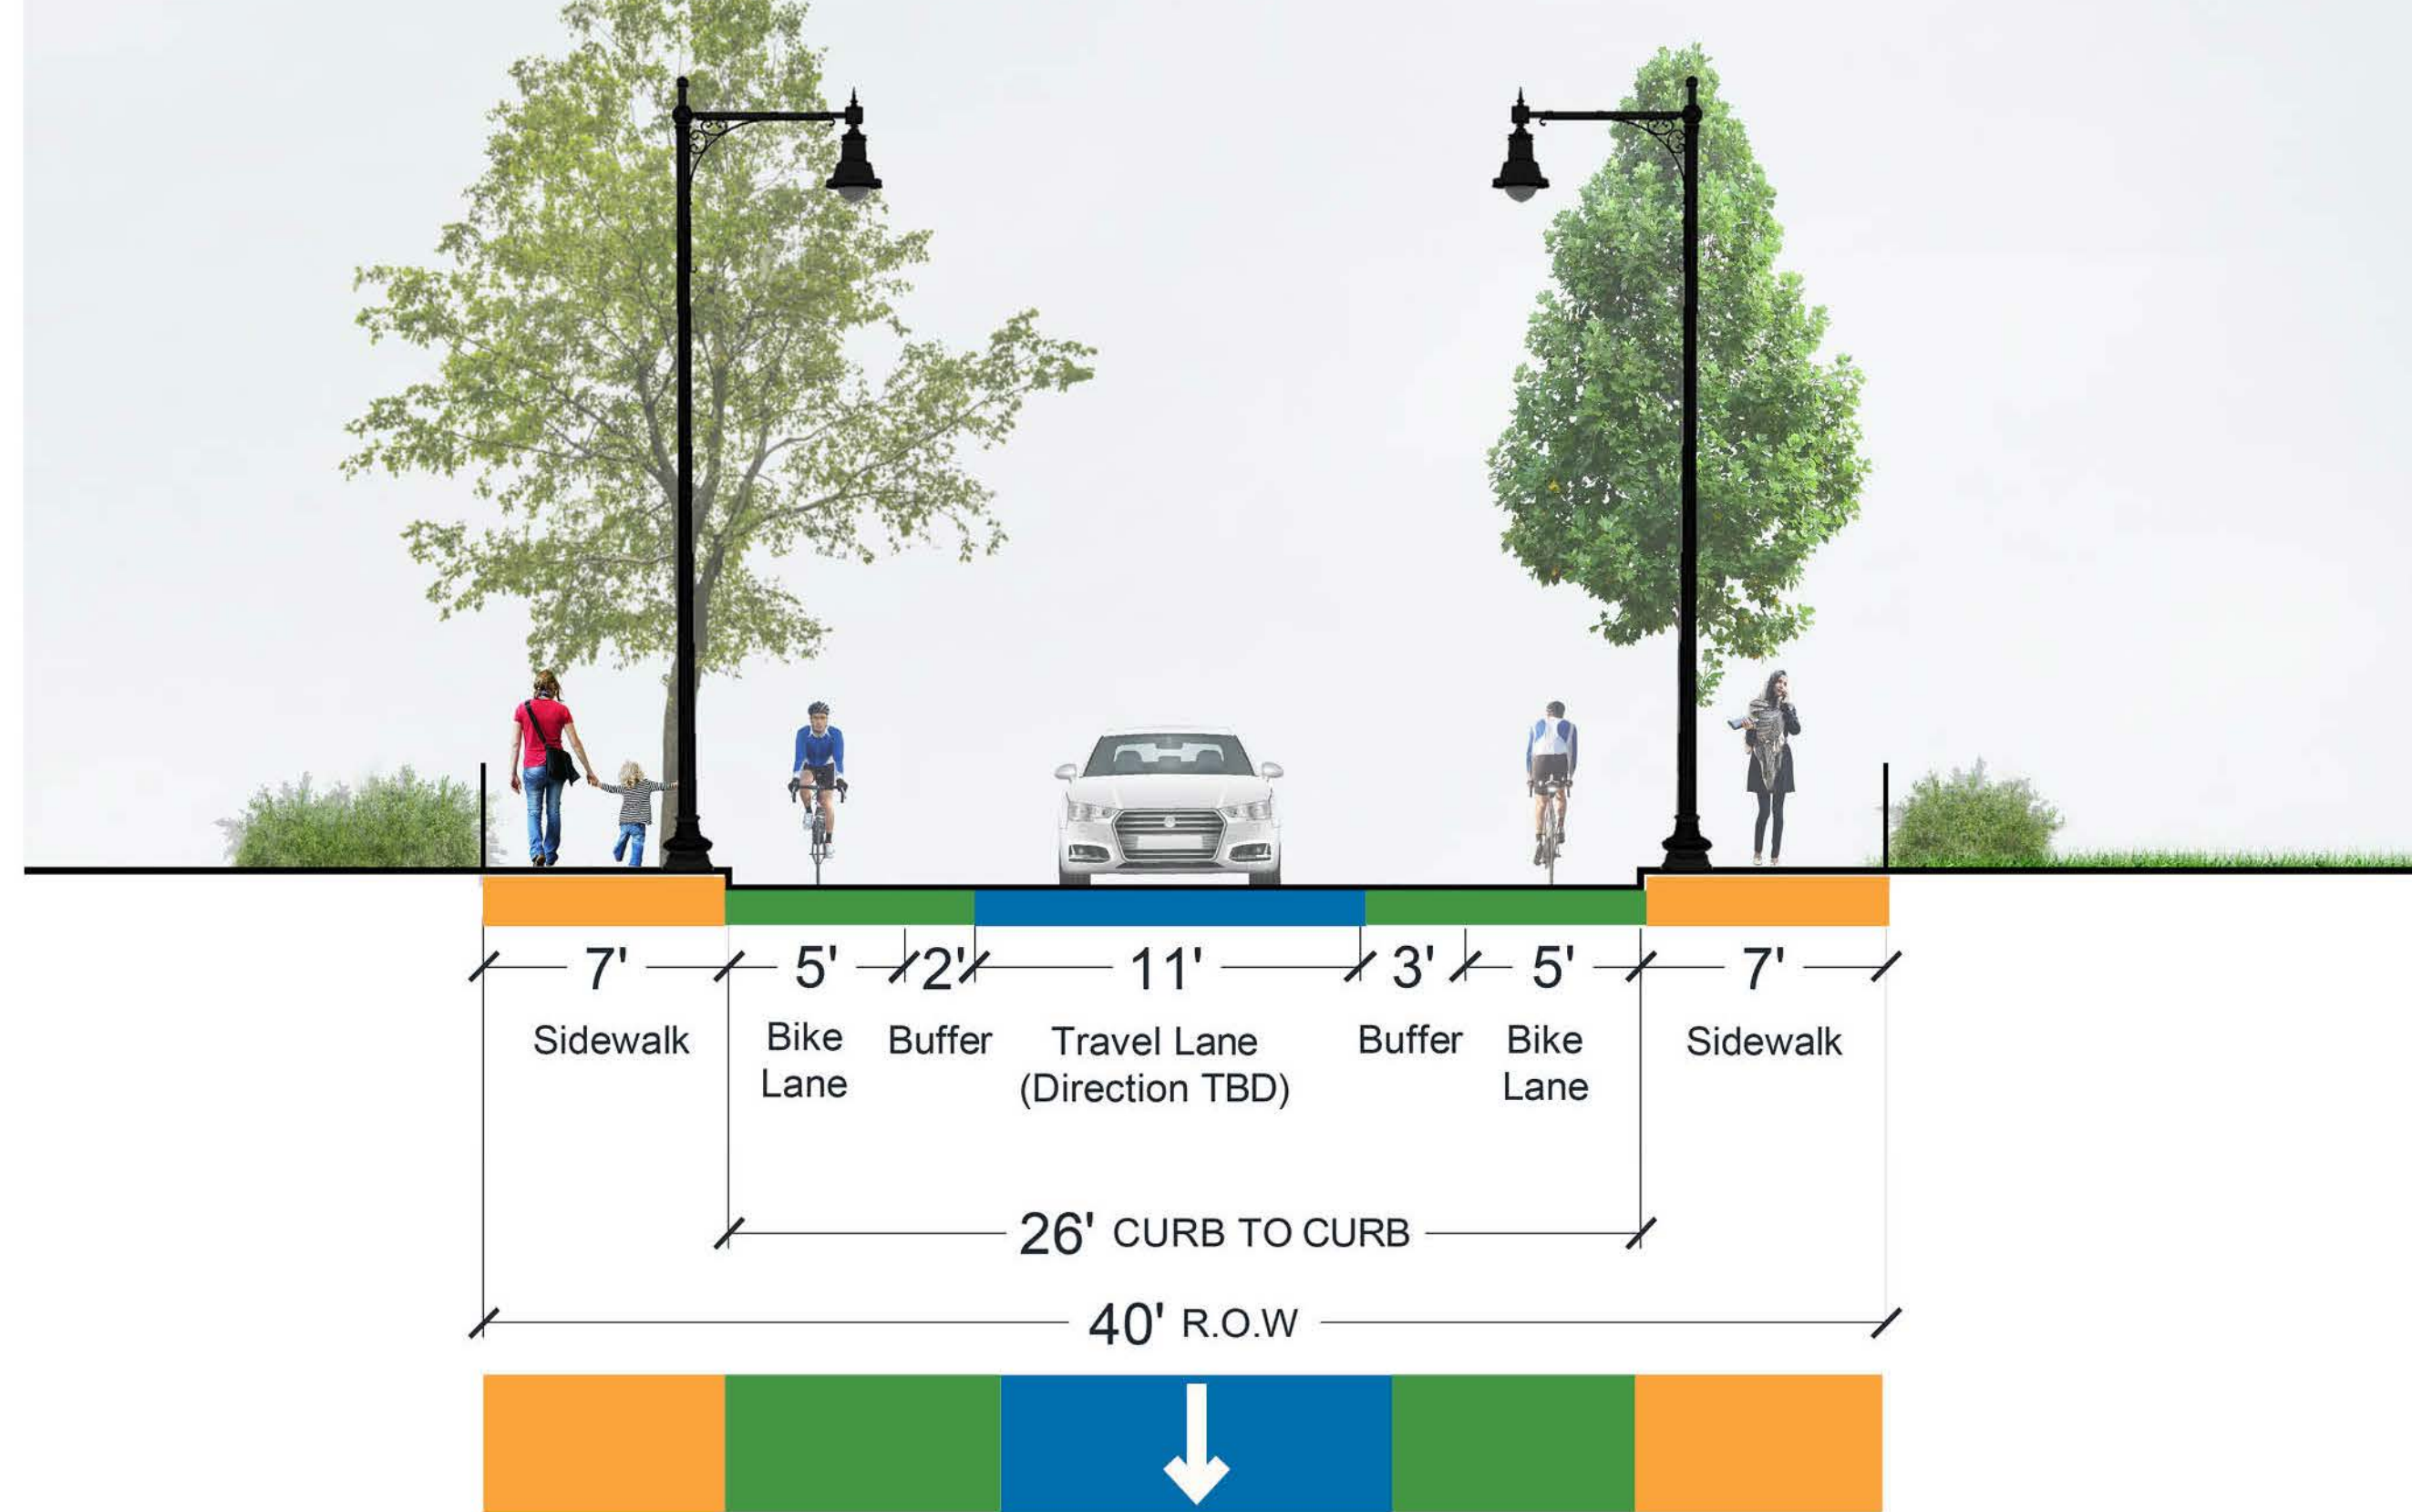 7' 5' 2' 11' 3' 5' 7'
Sidewalk Bike Buffer Travel Lane Buffer Bike Sidewalk
Lane (Direction TBD) Lane
26' CURB TO CURB
40' R.O.W